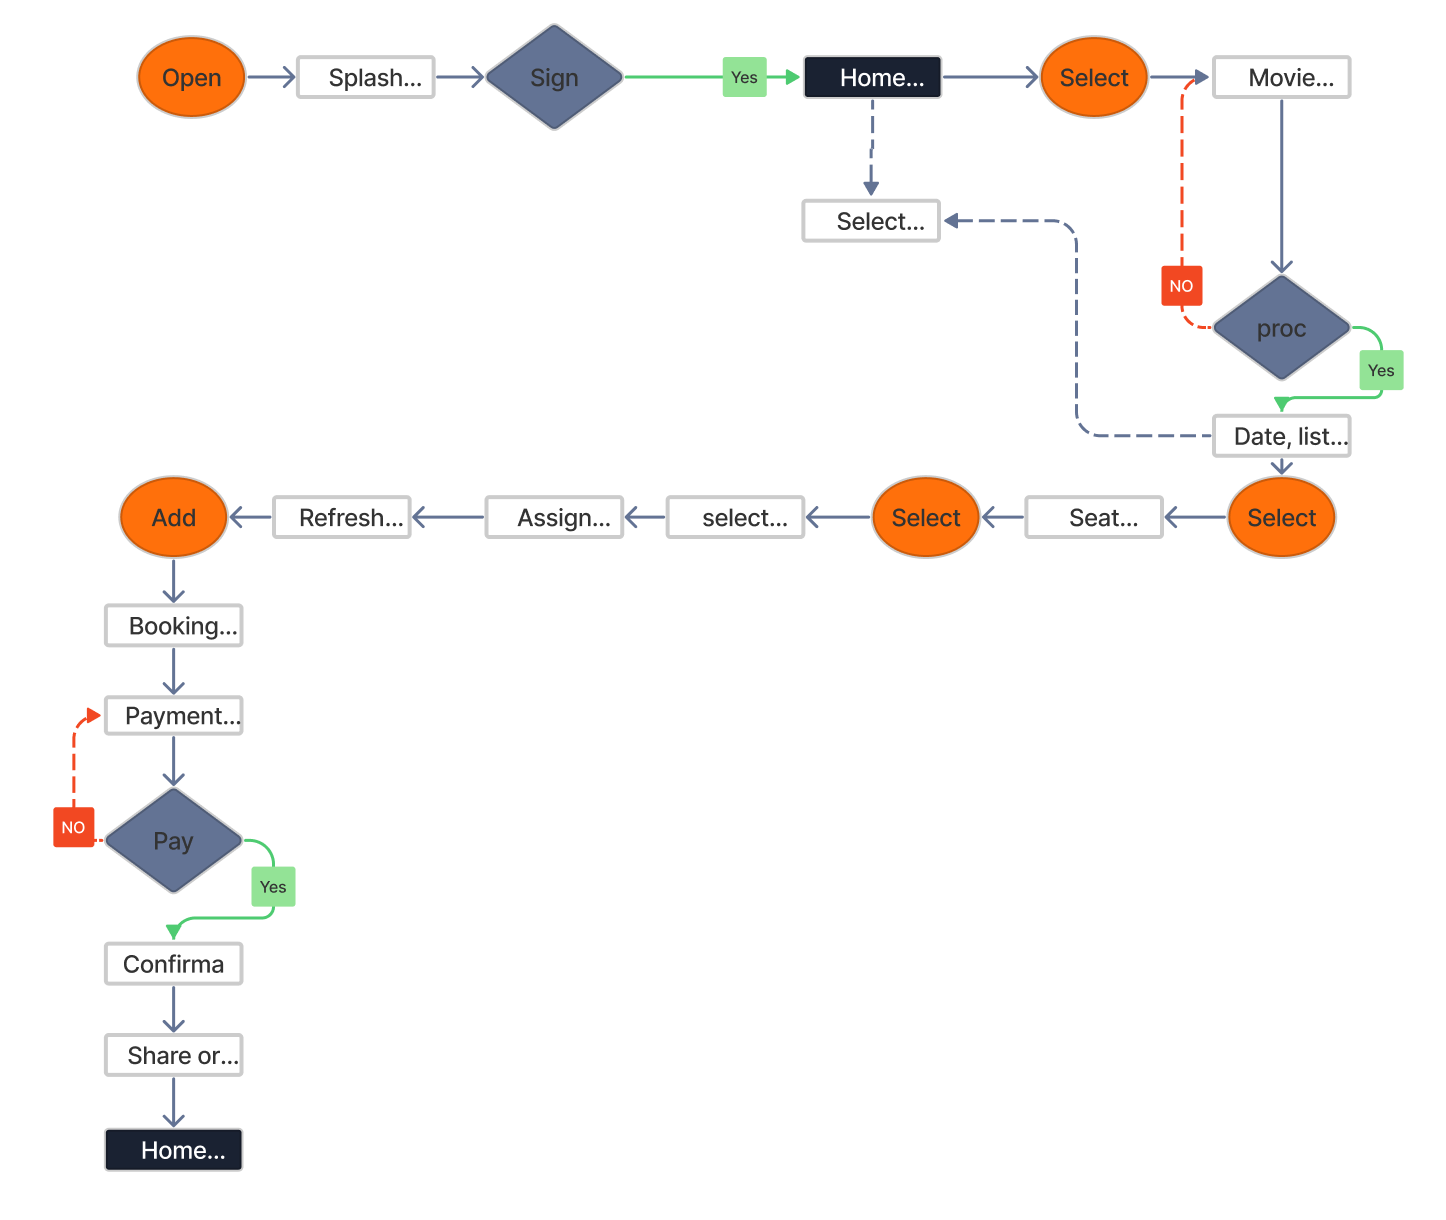 Open
Splash...
Sign
Yes
Home...
Select
Movie...
Select...
NO
proc
Yes
Date, list...
Add
Refresh...
Assign...
select...
Select
Seat...
Select
Booking...
Payment...
NO
Pay
Yes
Confirma
Share or...
Home...